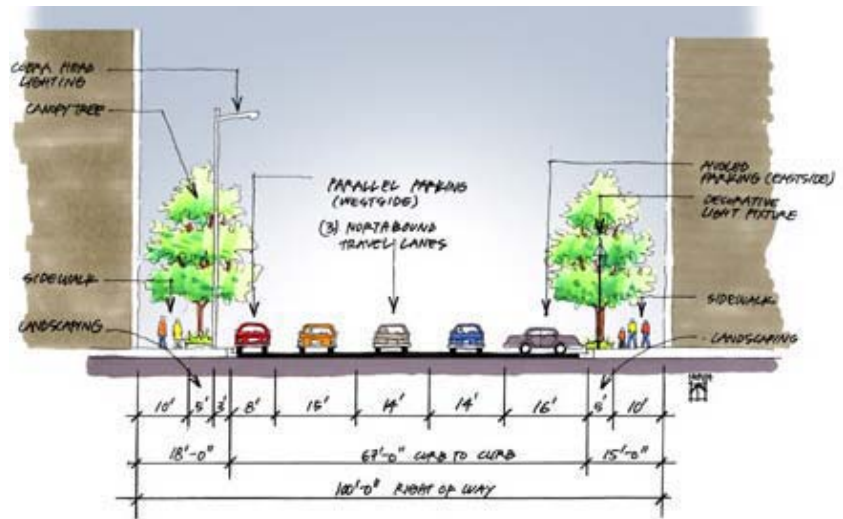 COBRA HEAD
LIGHTING
CANOPY TREE
PARALLEL PARKING
(WESTSIDE)
(3) NORTHBOUND
TRAVEL LANES
ANGLED
PARKING (EASTSIDE)
DECORATIVE
LIGHT FIXTURE
SIDEWALK
SIDEWALK
LANDSCAPING
LANDSCAPING
10' 5' 3' 8' 15' 14' 14' 16' 5' 10'
18'-0" 67'-0" CURB TO CURB 15'-0"
100'-0" RIGHT OF WAY